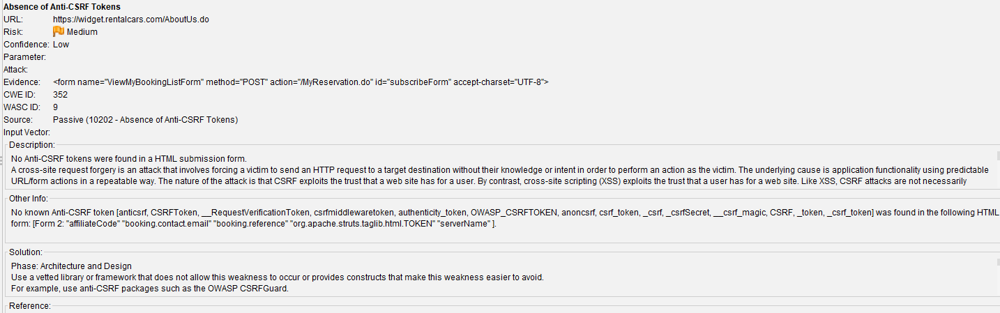 Absence of Anti-CSRF Tokens
URL: https://widget.rentalcars.com/AboutUs.do
Risk: Medium
Confidence: Low
Parameter:
Attack:
Evidence: <form name="ViewMyBookingListForm" method="POST" action="/MyReservation.do" id="subscribeForm" accept-charset="UTF-8">
CWE ID: 352
WASC ID: 9
Source: Passive (10202 - Absence of Anti-CSRF Tokens)
Input Vector:
Description:
No Anti-CSRF tokens were found in a HTML submission form.
A cross-site request forgery is an attack that involves forcing a victim to send an HTTP request to a target destination without their knowledge or intent in order to perform an action as the victim. The underlying cause is application functionality using predictable
URL/form actions in a repeatable way. The nature of the attack is that CSRF exploits the trust that a web site has for a user. By contrast, cross-site scripting (XSS) exploits the trust that a user has for a web site. Like XSS, CSRF attacks are not necessarily
Other Info:
No known Anti-CSRF token [anticsrf, CSRFToken, __RequestVerificationToken, csrfmiddlewaretoken, authenticity_token, OWASP_CSRFTOKEN, anoncsrf, csrf_token, _csrf, _csrfSecret, __csrf_magic, CSRF, _token, _csrf_token] was found in the following HTML
form: [Form 2: "affiliateCode" "booking.contact.email" "booking.reference" "org.apache.struts.taglib.html.TOKEN" "serverName" ].
Solution:
Phase: Architecture and Design
Use a vetted library or framework that does not allow this weakness to occur or provides constructs that make this weakness easier to avoid.
For example, use anti-CSRF packages such as the OWASP CSRFGuard.
Reference: